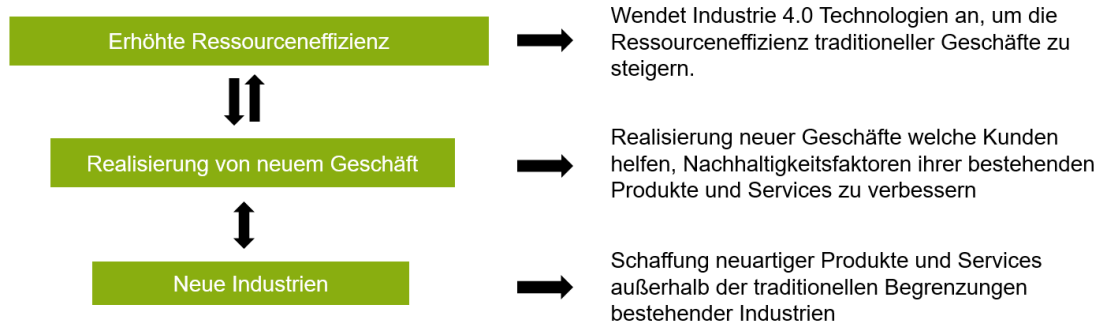 Erhöhte Ressourceneffizienz
Wendet Industrie 4.0 Technologien an, um die
Ressourceneffizienz traditioneller Geschäfte zu
steigern.
Realisierung von neuem Geschäft
Realisierung neuer Geschäfte welche Kunden
helfen, Nachhaltigkeitsfaktoren ihrer bestehenden
Produkte und Services zu verbessern
Neue Industrien
Schaffung neuartiger Produkte und Services
außerhalb der traditionellen Begrenzungen
bestehender Industrien